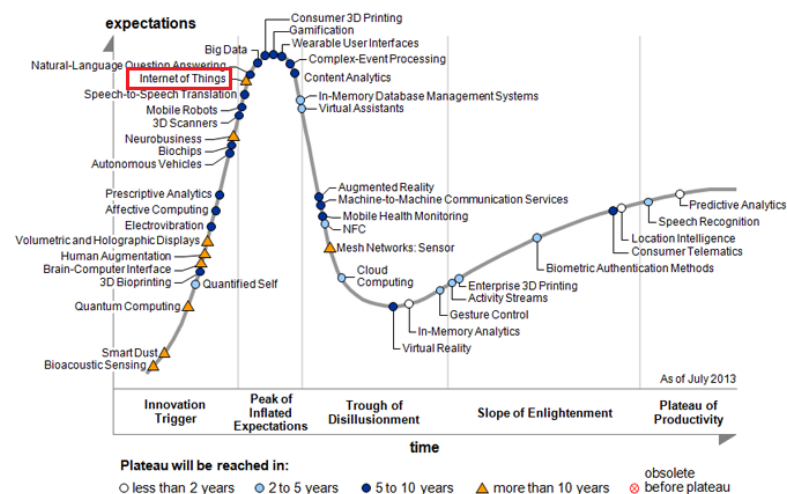 expectations
Consumer 3D Printing
Gamification
Wearable User Interfaces
Big Data
Complex-Event Processing
Natural-Language Question Answering
Content Analytics
Internet of Things
Speech-to-Speech Translation
In-Memory Database Management Systems
Virtual Assistants
Mobile Robots
3D Scanners
Neurobusiness
Biochips
Autonomous Vehicles
Prescriptive Analytics
Affective Computing
Electrovibration
Volumetric and Holographic Displays
Human Augmentation
Brain-Computer Interface
3D Bioprinting
Quantified Self
Quantum Computing
Smart Dust
Bioacoustic Sensing
Augmented Reality
Machine-to-Machine Communication Services
Mobile Health Monitoring
NFC
Mesh Networks: Sensor
Cloud
Computing
Virtual Reality
In-Memory Analytics
Gesture Control
Activity Streams
Enterprise 3D Printing
Biometric Authentication Methods
Consumer Telematics
Location Intelligence
Speech Recognition
Predictive Analytics
As of July 2013
Innovation
Trigger
Peak of
Inflated
Expectations
Trough of
Disillusionment
Slope of Enlightenment
Plateau of
Productivity
time
Plateau will be reached in:
less than 2 years
2 to 5 years
5 to 10 years
more than 10 years
obsolete
before plateau